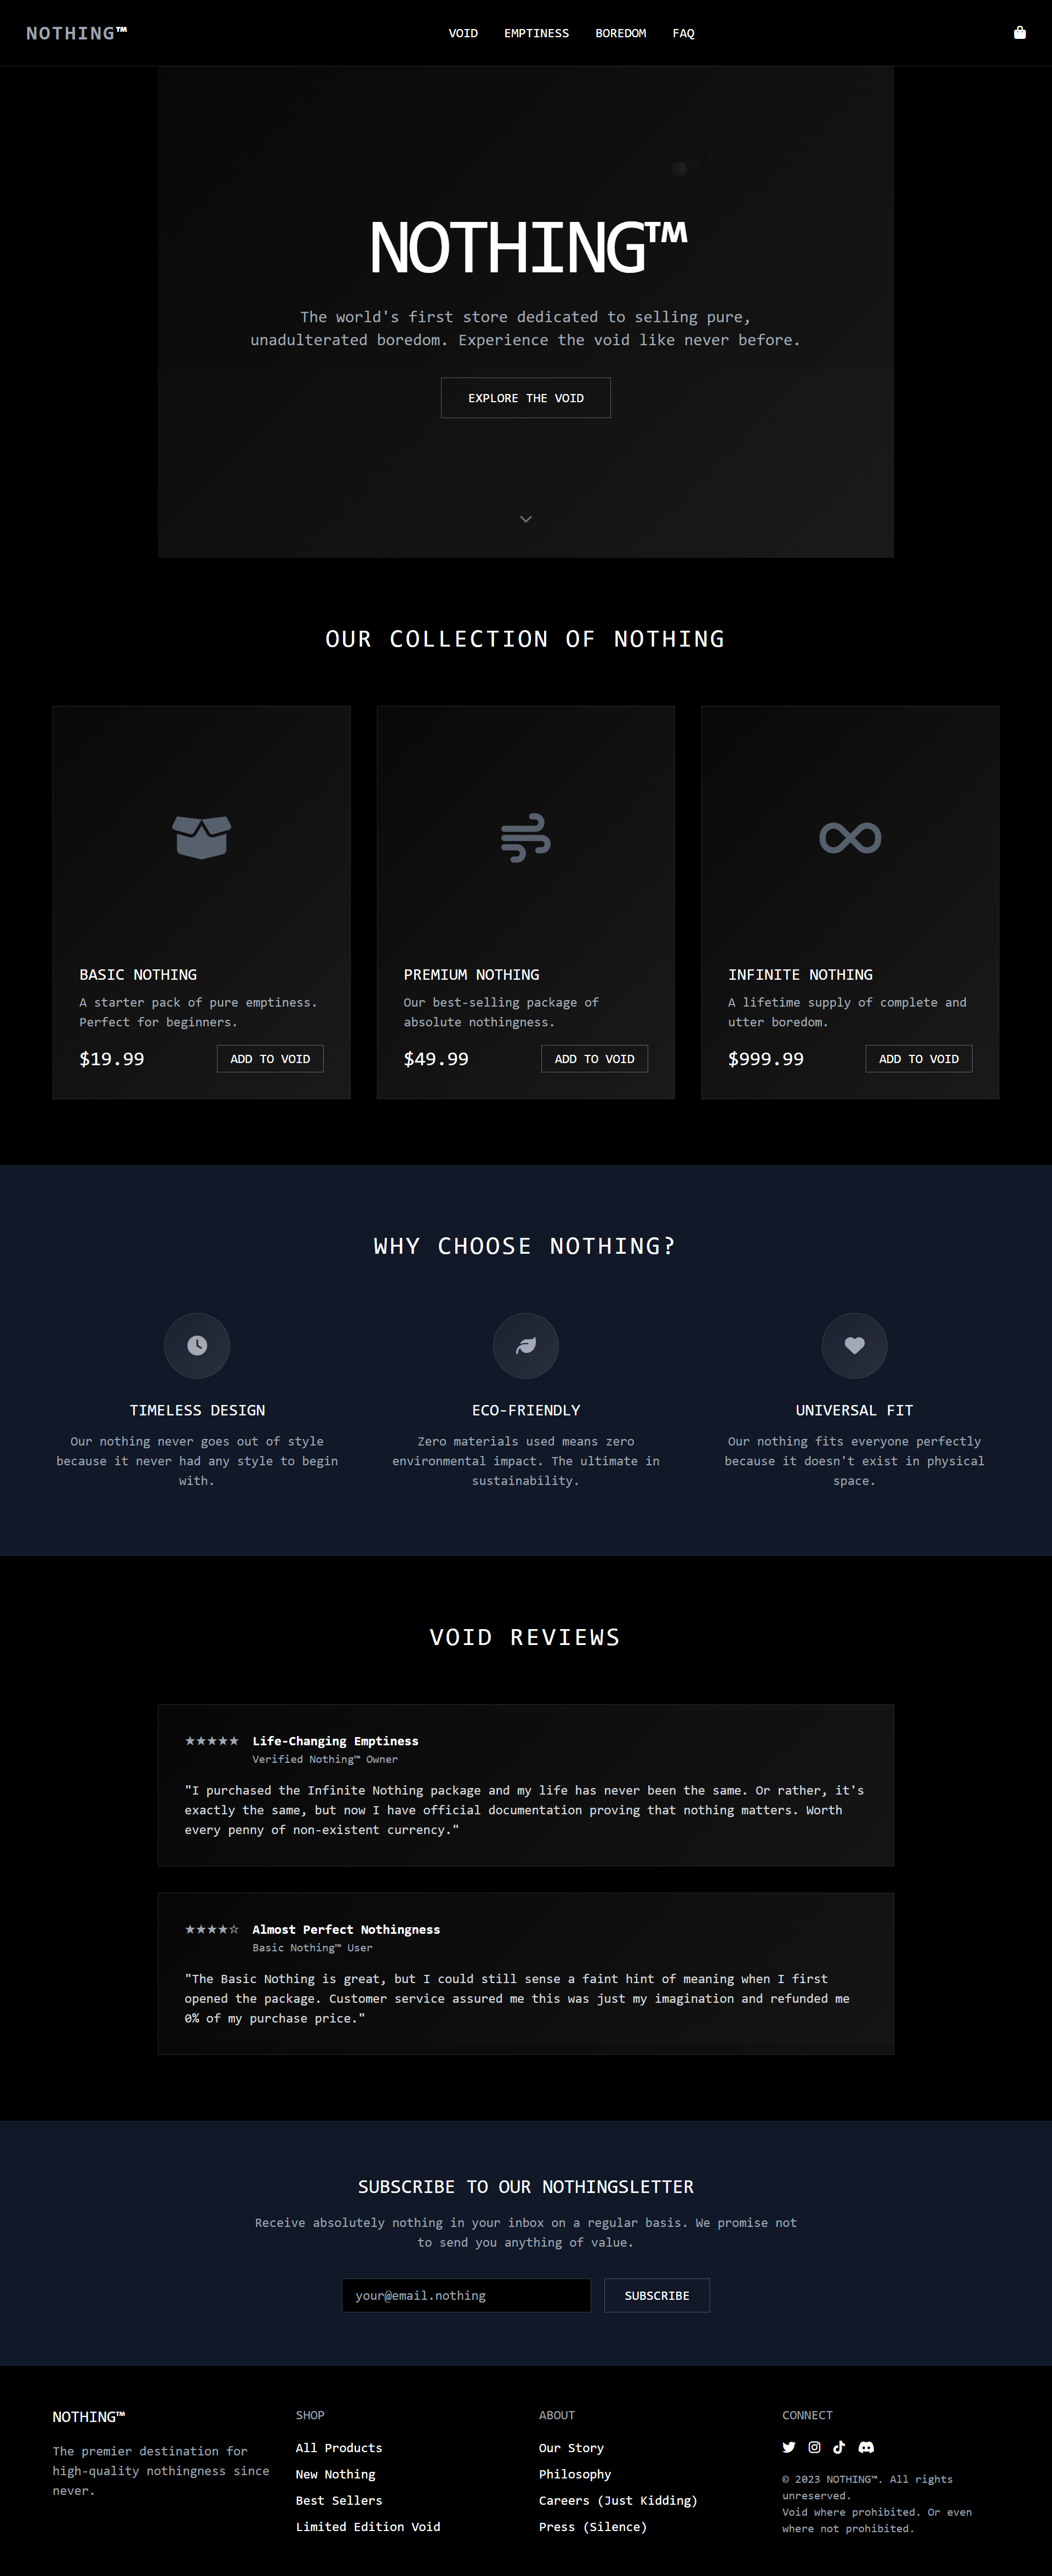 NOTHING™
VOID EMPTINESS BOREDOM FAQ
NOTHING™
The world's first store dedicated to selling pure,
unadulterated boredom. Experience the void like never before.
EXPLORE THE VOID
OUR COLLECTION OF NOTHING
BASIC NOTHING
A starter pack of pure emptiness.
Perfect for beginners.
$19.99
ADD TO VOID
PREMIUM NOTHING
Our best-selling package of
absolute nothingness.
$49.99
ADD TO VOID
INFINITE NOTHING
A lifetime supply of complete and
utter boredom.
$999.99
ADD TO VOID
WHY CHOOSE NOTHING?
TIMELESS DESIGN
Our nothing never goes out of style
because it never had any style to begin
with.
ECO-FRIENDLY
Zero materials used means zero
environmental impact. The ultimate in
sustainability.
UNIVERSAL FIT
Our nothing fits everyone perfectly
because it doesn't exist in physical
space.
VOID REVIEWS
★★★★★ Life-Changing Emptiness
Verified Nothing™ Owner
"I purchased the Infinite Nothing package and my life has never been the same. Or rather, it's
exactly the same, but now I have official documentation proving that nothing matters. Worth
every penny of non-existent currency."
★★★★☆ Almost Perfect Nothingness
Basic Nothing™ User
"The Basic Nothing is great, but I could still sense a faint hint of meaning when I first
opened the package. Customer service assured me this was just my imagination and refunded me
0% of my purchase price."
SUBSCRIBE TO OUR NOTHINGSLETTER
Receive absolutely nothing in your inbox on a regular basis. We promise not
to send you anything of value.
your@email.nothing
SUBSCRIBE
NOTHING™
The premier destination for
high-quality nothingness since
never.
SHOP
All Products
New Nothing
Best Sellers
Limited Edition Void
ABOUT
Our Story
Philosophy
Careers (Just Kidding)
Press (Silence)
CONNECT
© 2023 NOTHING™. All rights
unreserved.
Void where prohibited. Or even
where not prohibited.